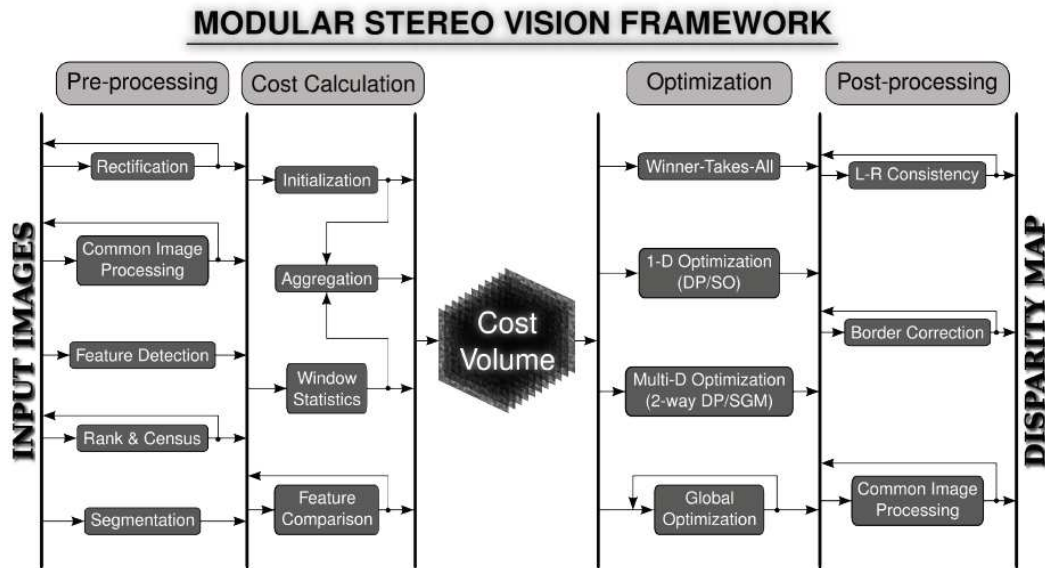 MODULAR STEREO VISION FRAMEWORK
Pre-processing
Cost Calculation
Optimization
Post-processing
INPUT IMAGES
Rectification
Common Image
Processing
Feature Detection
Rank & Census
Segmentation
Initialization
Aggregation
Window
Statistics
Feature
Comparison
Cost
Volume
Winner-Takes-All
1-D Optimization
(DP/SO)
Multi-D Optimization
(2-way DP/SGM)
Global
Optimization
L-R Consistency
Border Correction
Common Image
Processing
DISPARITY MAP